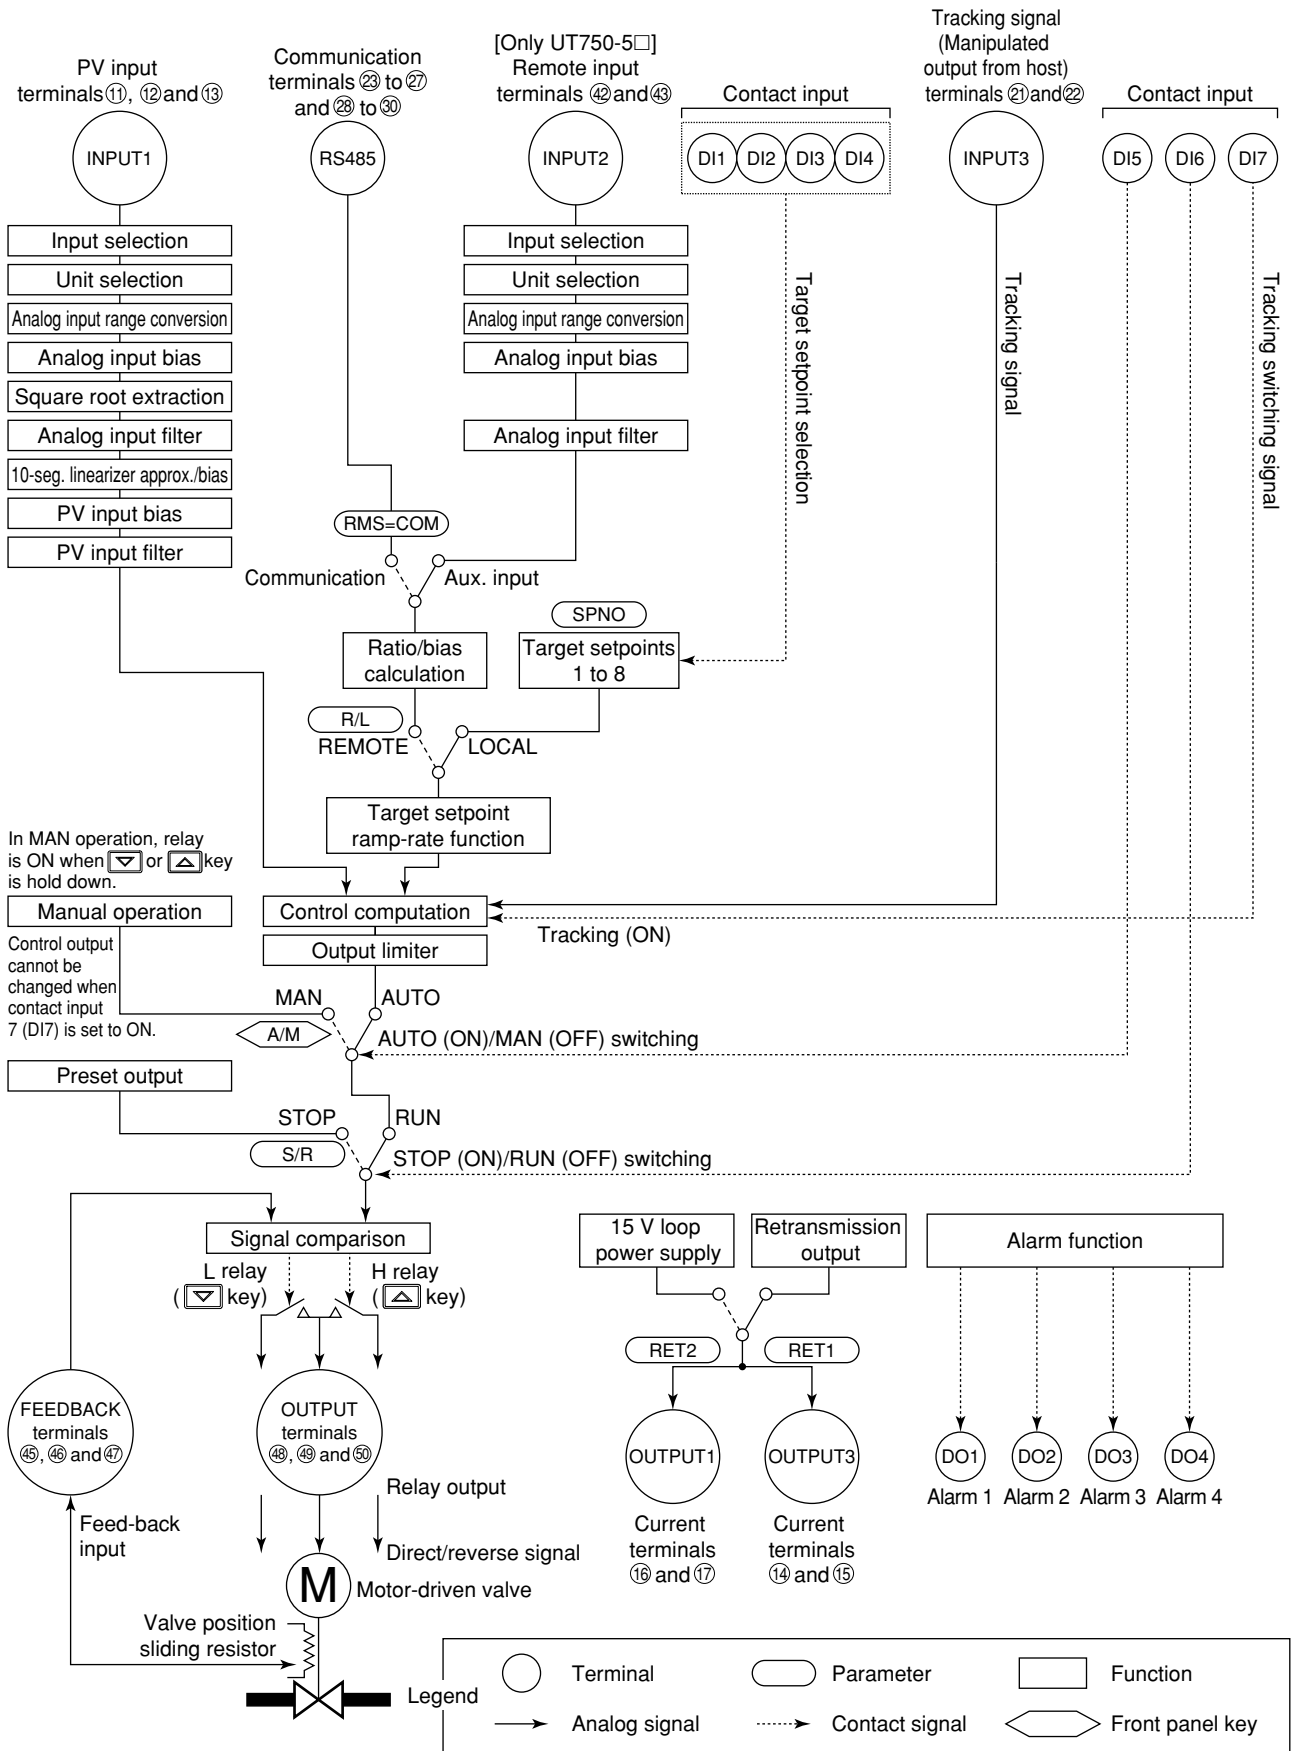 PV input
terminals ⑪, ⑫ and ⑬
INPUT1
Communication
terminals ㉓ to ㉗
and ㉘ to ㉚
RS485
[Only UT750-5□]
Remote input
terminals ㊷ and ㊸
INPUT2
Contact input
DI1 DI2 DI3 DI4
Tracking signal
(Manipulated
output from host)
terminals ㉑ and ㉒
INPUT3
Contact input
DI5 DI6 DI7
Input selection
Unit selection
Analog input range conversion
Analog input bias
Square root extraction
Analog input filter
10-seg. linearizer approx./bias
PV input bias
PV input filter
Input selection
Unit selection
Analog input range conversion
Analog input bias
Analog input filter
Target setpoint selection
Tracking signal
Tracking switching signal
RMS=COM
Communication
Aux. input
Ratio/bias
calculation
SPNO
Target setpoints
1 to 8
R/L
REMOTE
LOCAL
Target setpoint
ramp-rate function
In MAN operation, relay
is ON when ▽ or △ key
is hold down.
Manual operation
Control output
cannot be
changed when
contact input
7 (DI7) is set to ON.
Control computation
Output limiter
Tracking (ON)
MAN
AUTO
A/M
AUTO (ON)/MAN (OFF) switching
Preset output
STOP
RUN
S/R
STOP (ON)/RUN (OFF) switching
Signal comparison
L relay
( ▽ key)
H relay
( △ key)
15 V loop
power supply
Retransmission
output
Alarm function
RET2
RET1
FEEDBACK
terminals
㊺, ㊻ and ㊼
OUTPUT
terminals
㊽, ㊾ and ㊿
OUTPUT1
OUTPUT3
DO1 DO2 DO3 DO4
Alarm 1 Alarm 2 Alarm 3 Alarm 4
Current
terminals
⑯ and ⑰
Current
terminals
⑭ and ⑮
Relay output
Feed-back
input
Direct/reverse signal
M
Motor-driven valve
Valve position
sliding resistor
Legend
Terminal
Parameter
Function
Analog signal
Contact signal
Front panel key